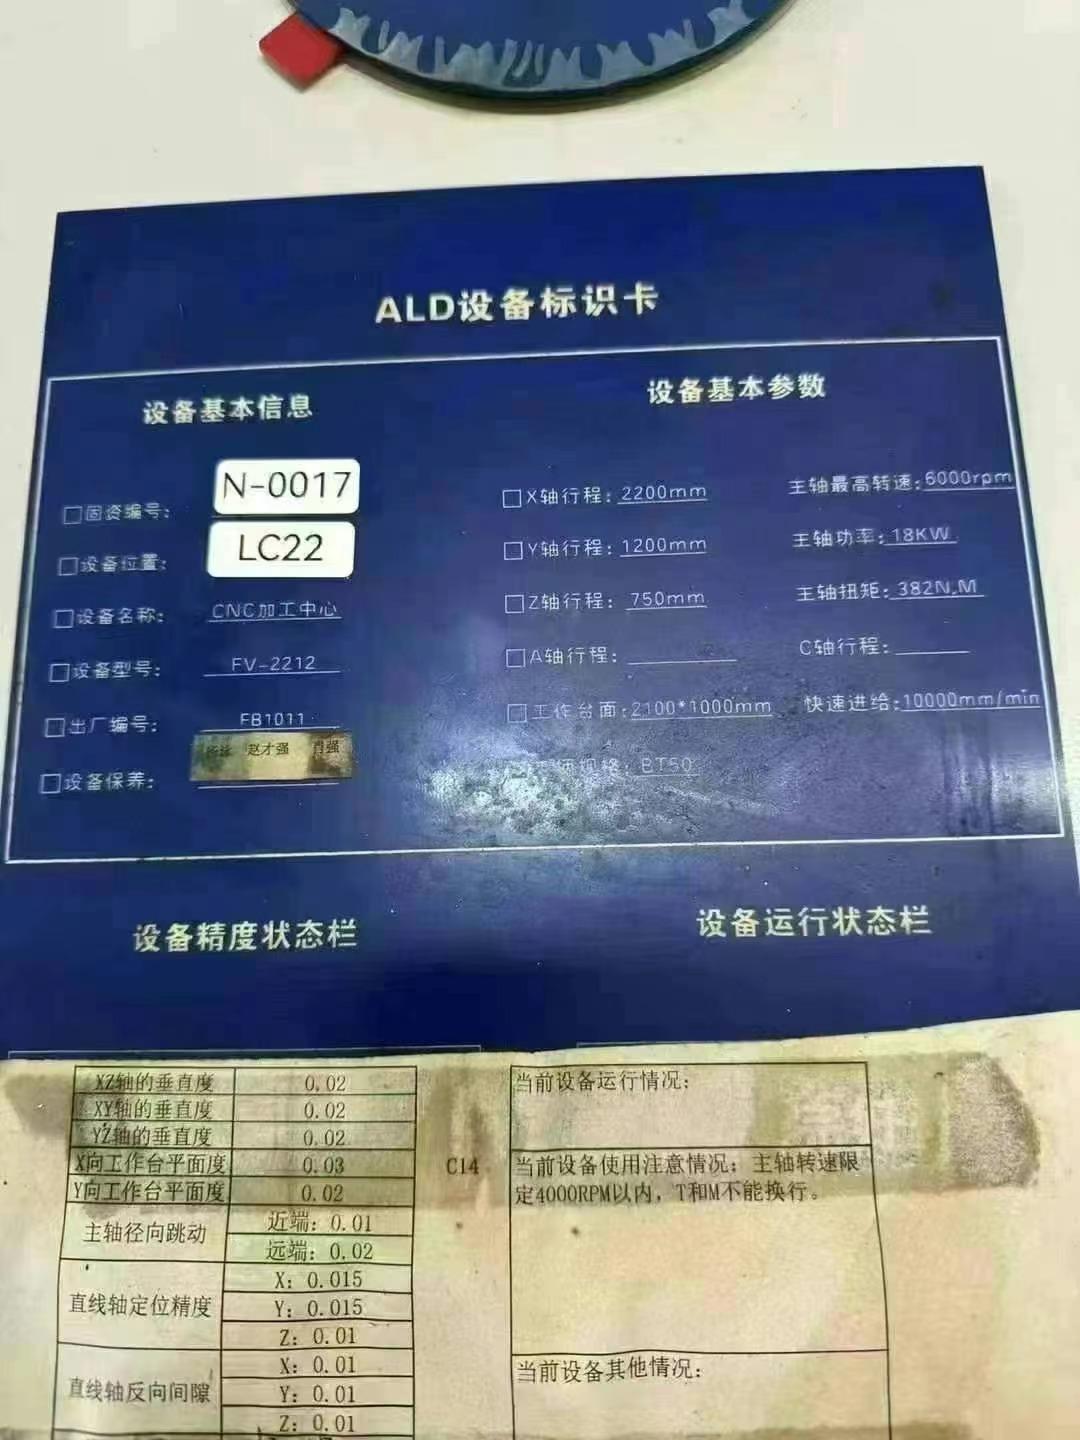 ALD设备标识卡
设备基本信息
固资编号：N-0017
设备位置：LC22
设备名称：CNC加工中心
设备型号：FV-2212
出厂编号：FB1011
设备保养：赵才强 肖强
设备基本参数
X轴行程：2200mm 主轴最高转速：6000rpm
Y轴行程：1200mm 主轴功率：18KW
Z轴行程：750mm 主轴扭矩：382N,M
A轴行程： C轴行程：
工作台面：2100*1000mm 快速进给：10000mm/min
规格：BT50
设备精度状态栏
XZ轴的垂直度 0.02
XY轴的垂直度 0.02
YZ轴的垂直度 0.02
X向工作台平面度 0.03
Y向工作台平面度 0.02
主轴径向跳动 近端：0.01
远端：0.02
直线轴定位精度 X：0.015
Y：0.015
Z：0.01
直线轴反向间隙 X：0.01
Y：0.01
Z：0.01
C14
设备运行状态栏
当前设备运行情况：
当前设备使用注意情况：主轴转速限
定4000RPM以内，T和M不能换行。
当前设备其他情况：